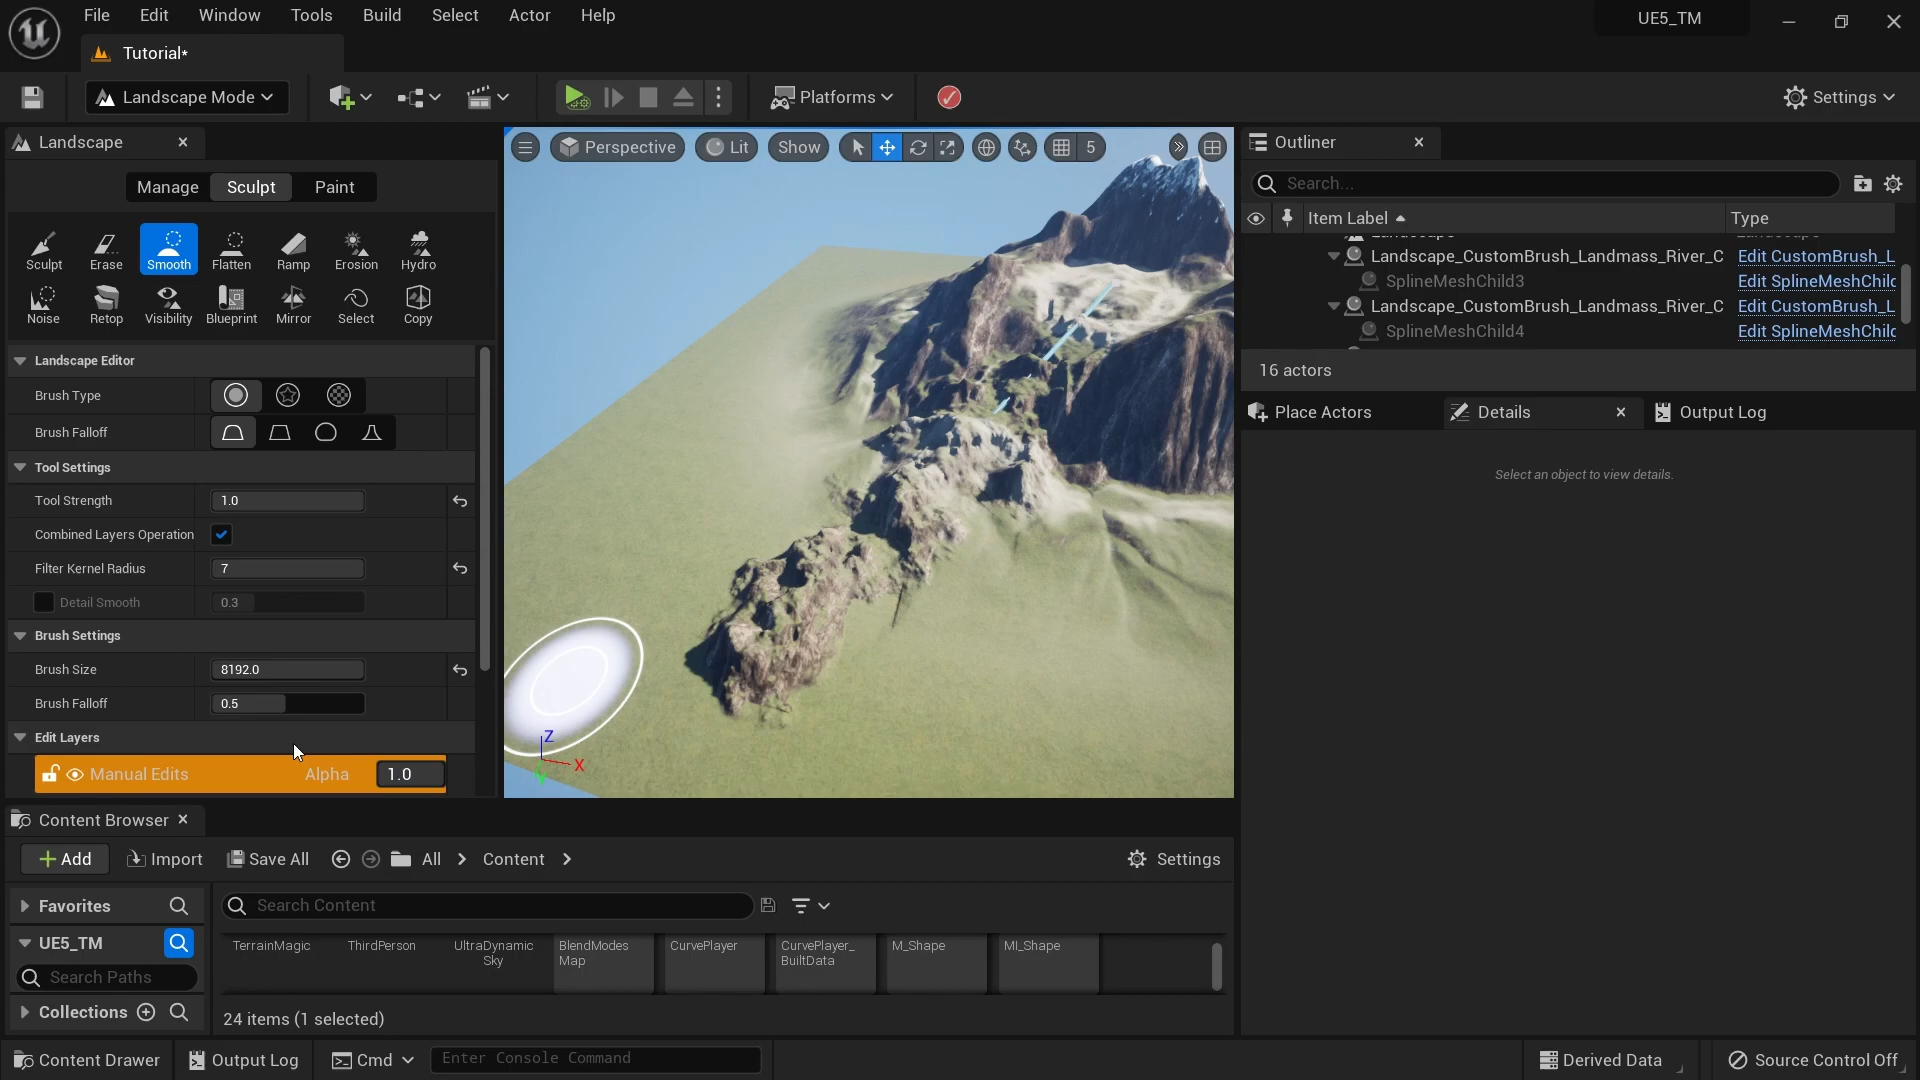 File Edit Window Tools Build Select Actor Help
UE5_TM
Tutorial*
Landscape Mode
Platforms
Settings
Landscape
Manage Sculpt Paint
Sculpt Erase Smooth Flatten Ramp Erosion Hydro
Noise Retop Visibility Blueprint Mirror Select Copy
Landscape Editor
Brush Type
Brush Falloff
Tool Settings
Tool Strength 1.0
Combined Layers Operation
Filter Kernel Radius 7
Detail Smooth 0.3
Brush Settings
Brush Size 8192.0
Brush Falloff 0.5
Edit Layers
Manual Edits Alpha 1.0
Perspective Lit Show 5
Z
X
Y
Outliner
Search...
Item Label Type
Landscape_CustomBrush_Landmass_River_C Edit CustomBrush_L
SplineMeshChild3 Edit SplineMeshChild
Landscape_CustomBrush_Landmass_River_C Edit CustomBrush_L
SplineMeshChild4 Edit SplineMeshChild
16 actors
Place Actors Details Output Log
Select an object to view details.
Content Browser
Add Import Save All All Content Settings
Favorites
UE5_TM
Search Paths
Collections
Search Content
TerrainMagic ThirdPerson UltraDynamic BlendModes CurvePlayer CurvePlayer_ M_Shape MI_Shape
Sky Map BuiltData
24 items (1 selected)
Content Drawer Output Log Cmd Enter Console Command Derived Data Source Control Off